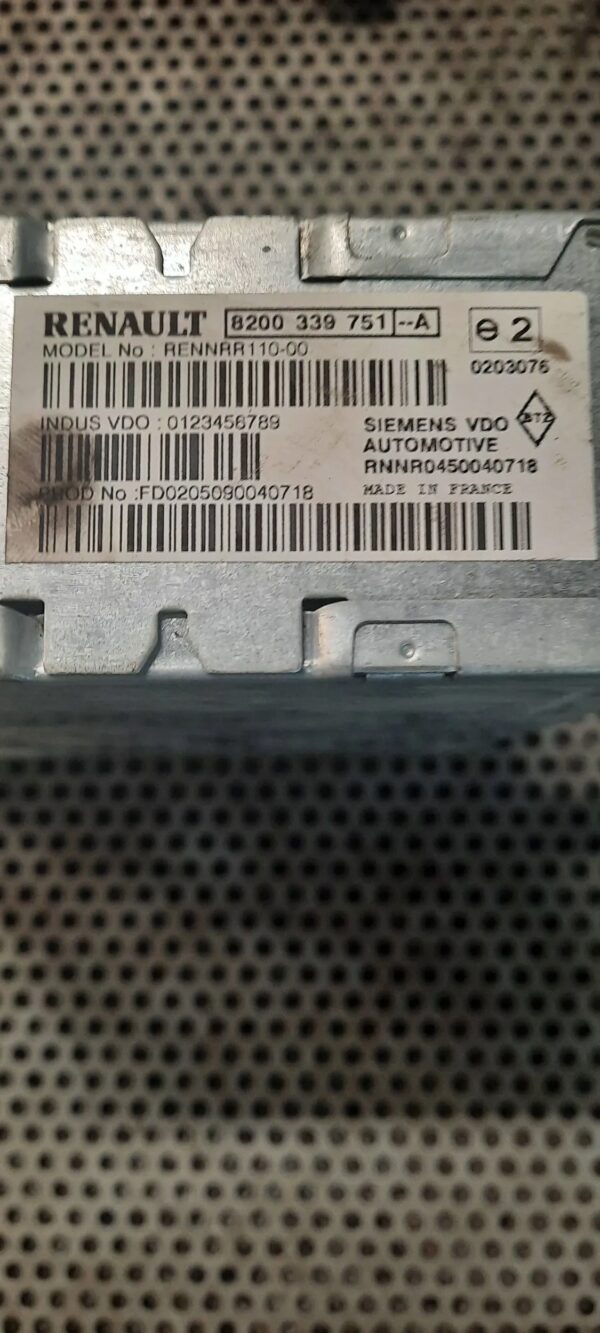 RENAULT 8200 339 751 --A e 2
MODEL No : RENNRR110-00 0203076
INDUS VDO : 0123456789 SIEMENS VDO
AUTOMOTIVE
RNNR0450040718
PROD No :FD0205090040718 MADE IN FRANCE